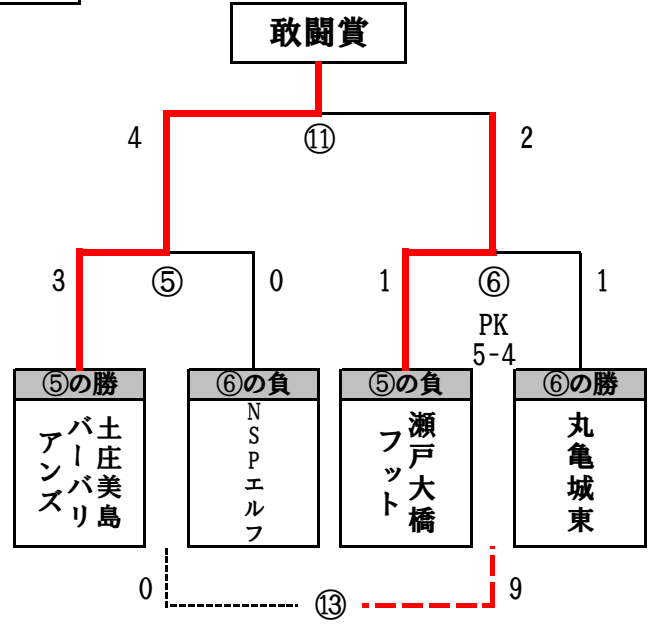 敢闘賞
4
⑪
2
3
⑤
0
1
⑥
1
PK
5-4
⑤の勝
⑥の負
⑤の負
⑥の勝
土庄美島
バーバリ
アンズ
NSPエルフ
瀬戸大橋
フット
丸亀城東
0
⑬
9